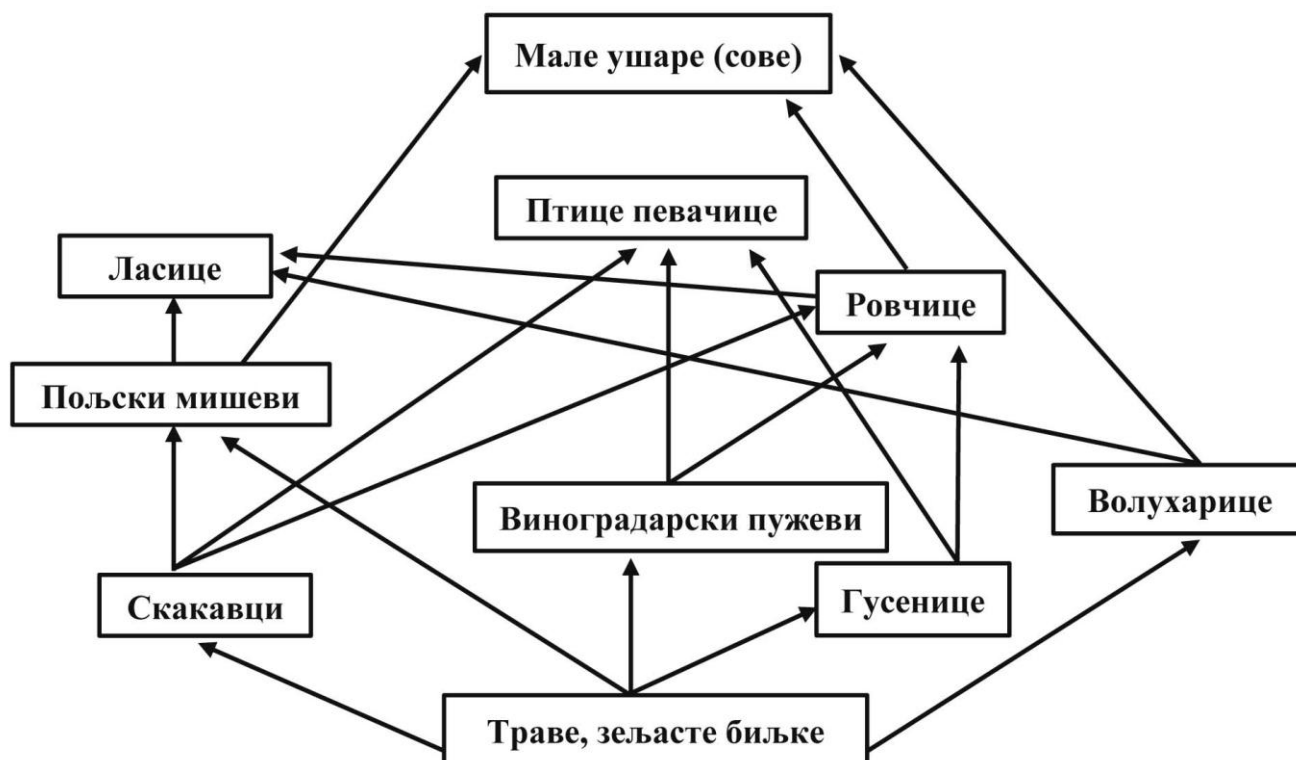 Мале ушаре (сове)
Птице певачице
Ласице
Ровчице
Пољски мишеви
Виноградарски пужеви
Волухарице
Скакавци
Гусенице
Траве, зељасте биљке